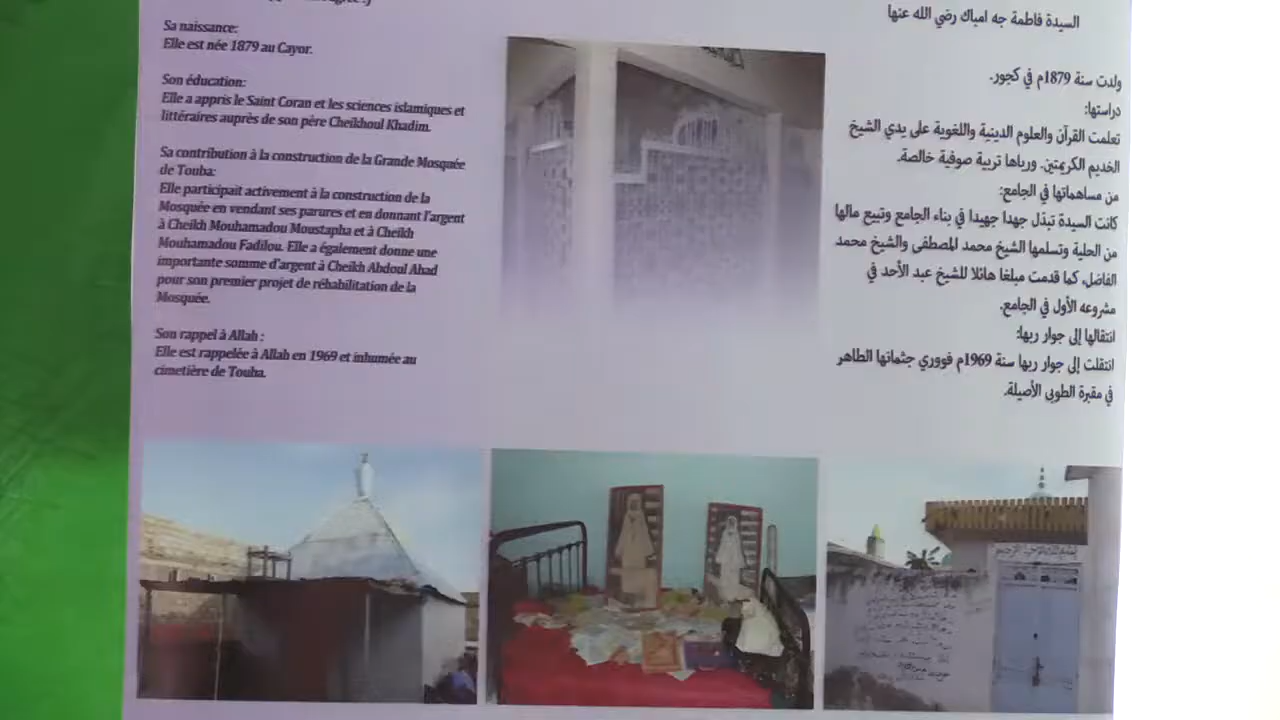 Sa naissance:
Elle est née 1879 au Cayor.
Son éducation:
Elle a appris le Saint Coran et les sciences islamiques et
littéraires auprès de son père Cheikhoul Khadim.
Sa contribution à la construction de la Grande Mosquée
de Touba:
Elle participait activement à la construction de la
Mosquée en vendant ses parures et en donnant l'argent
à Cheikh Mouhamadou Moustapha et à Cheikh
Mouhamadou Fadilou. Elle a également donne une
importante somme d'argent à Cheikh Abdoul Ahad
pour son premier projet de réhabilitation de la
Mosquée.
Son rappel à Allah :
Elle est rappelée à Allah en 1969 et inhumée au
cimetière de Touba.
السيدة فاطمة جه امباك رضي الله عنها
ولدت سنة 1879م في كجور.
دراستها:
تعلمت القرآن والعلوم الدينية واللغوية على يدي الشيخ
الخديم الكريمتين. ورباها تربية صوفية خالصة.
من مساهماتها في الجامع:
كانت السيدة تبذل جهدا جهيدا في بناء الجامع وتبيع مالها
من الحلية وتسلمها الشيخ محمد المصطفى والشيخ محمد
الفاضل، كما قدمت مبلغا هائلا للشيخ عبد الأحد في
مشروعه الأول في الجامع.
انتقالها إلى جوار ربها:
انتقلت إلى جوار ربها سنة 1969م فووري جثمانها الطاهر
في مقبرة الطوبى الأصيلة.